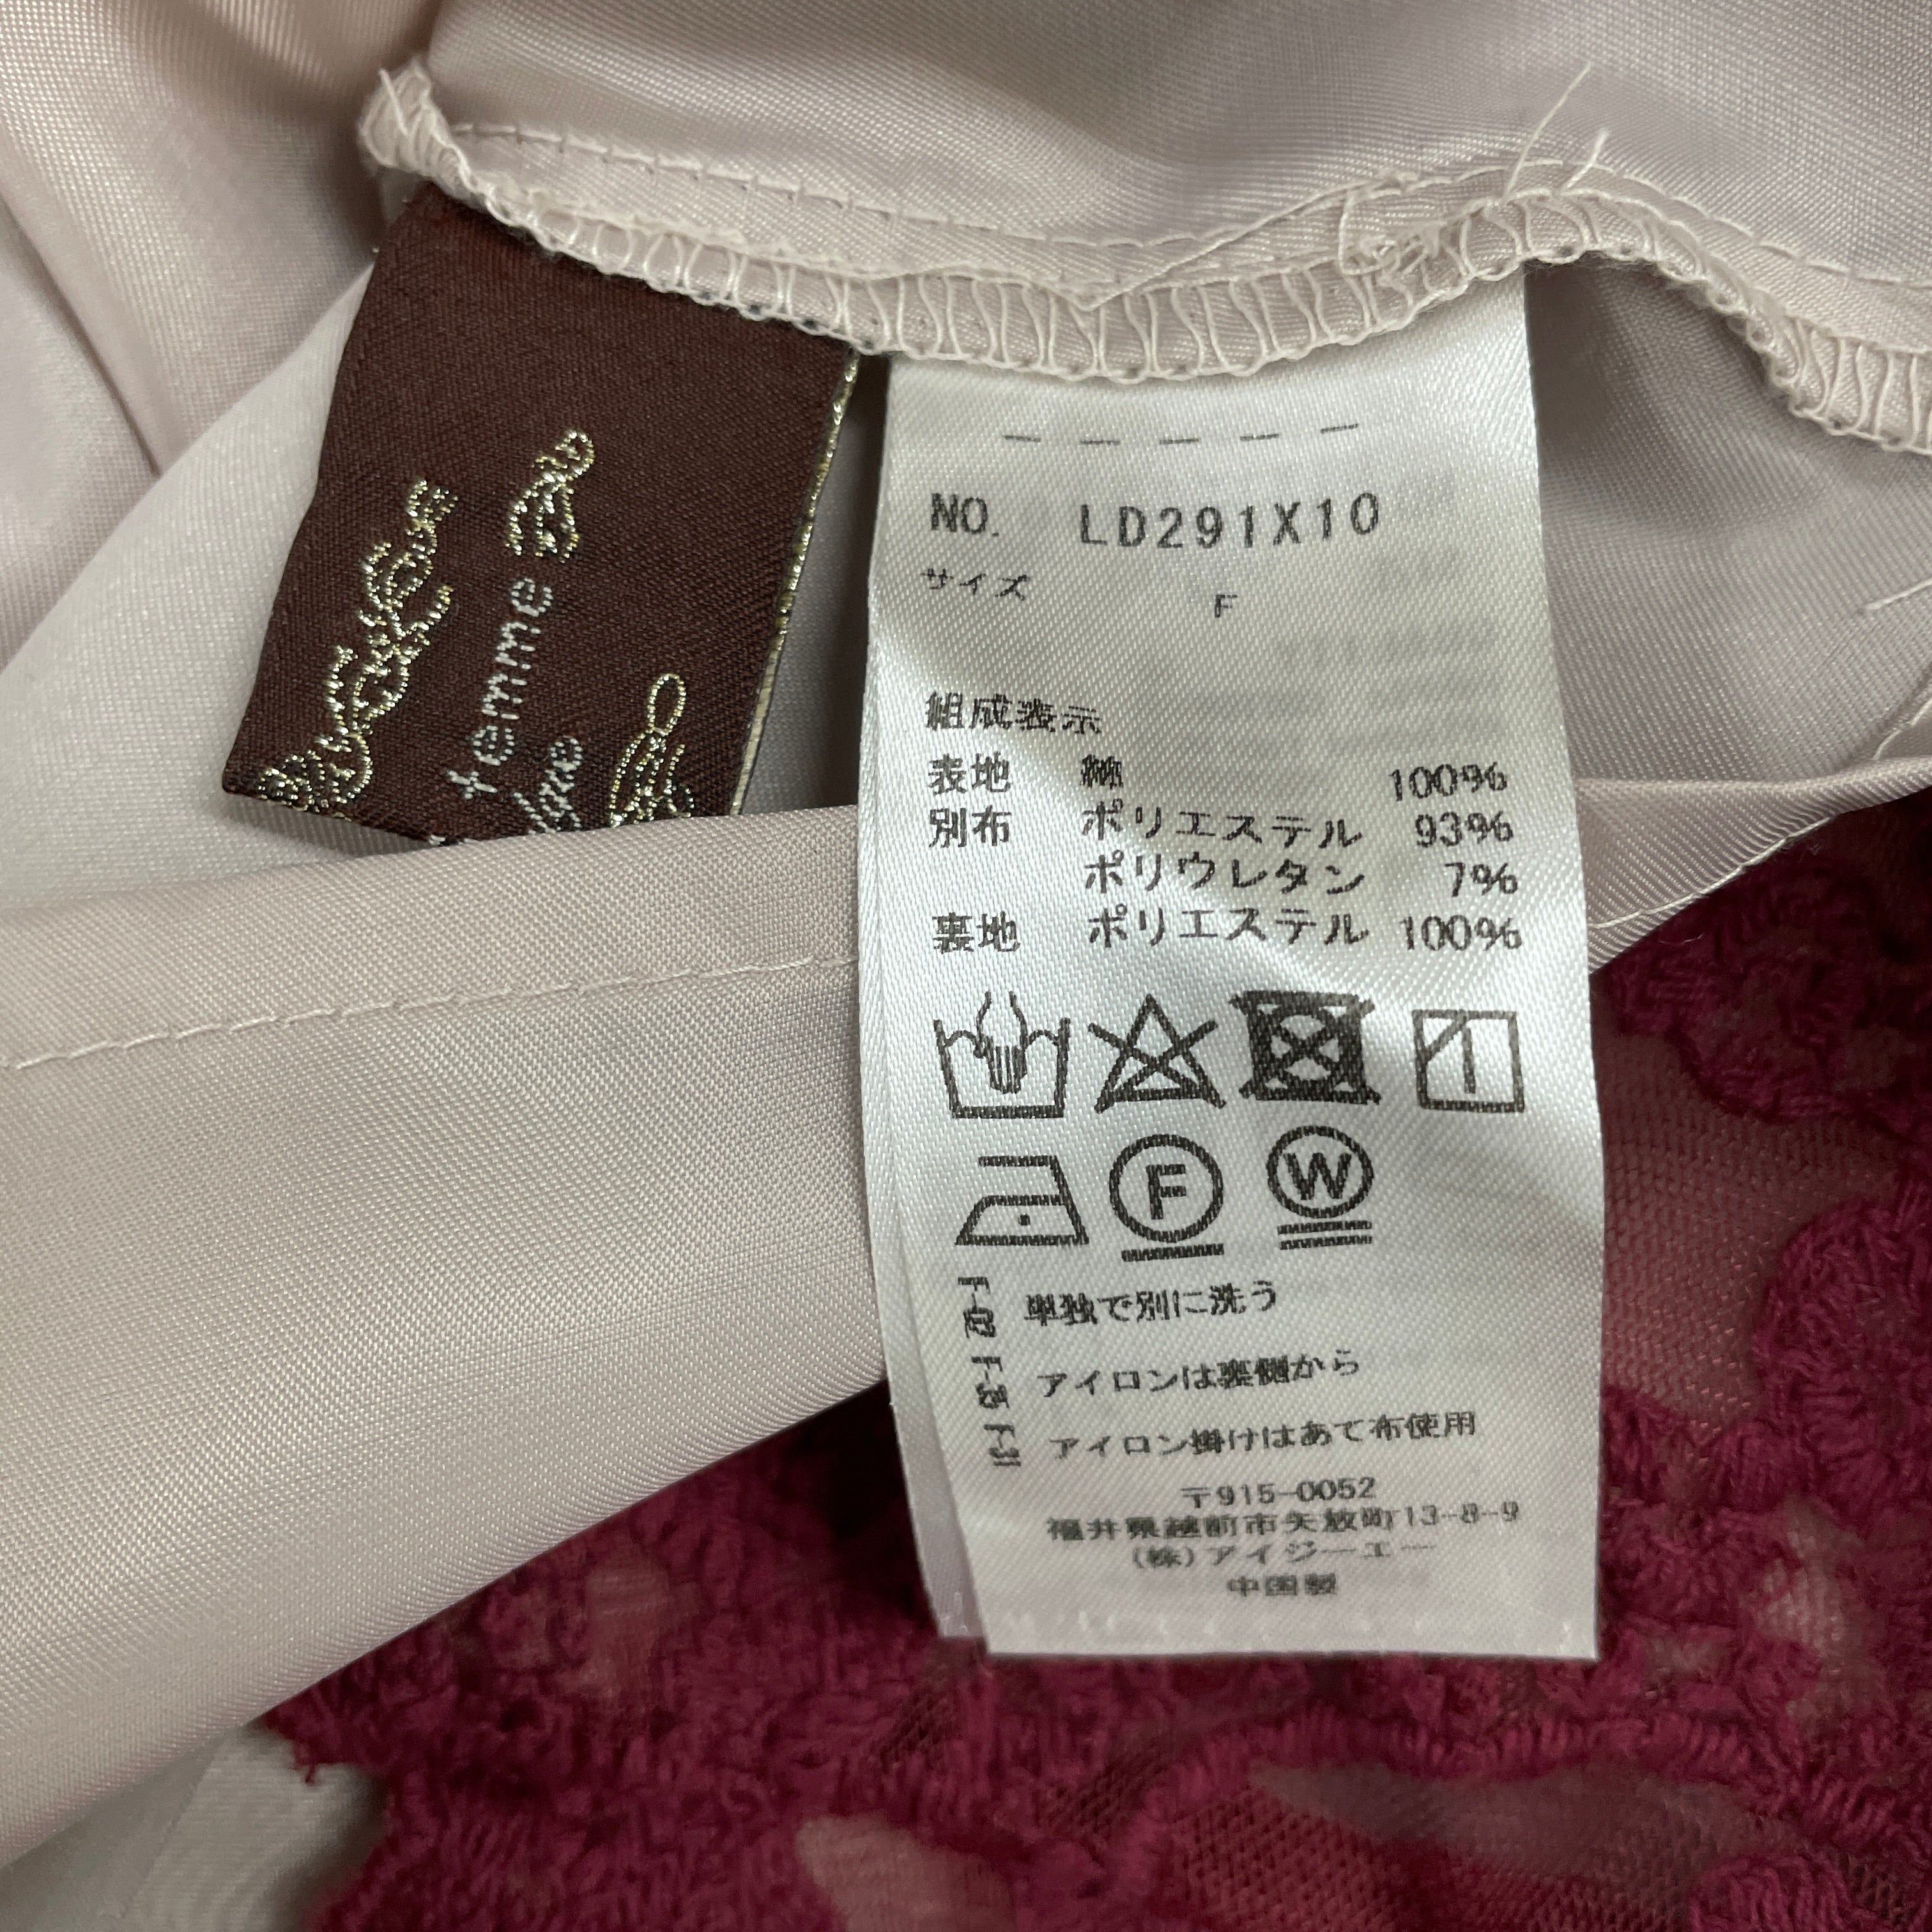 femme
NO. LD291X10
サイズ F
組成表示
表地 綿 100%
別布 ポリエステル 93%
ポリウレタン 7%
裏地 ポリエステル 100%
F
W
単独で別に洗う
アイロンは裏側から
アイロン掛けはあて布使用
〒915-0052
福井県越前市矢放町13-8-9
(株)アイジーエー
中国製